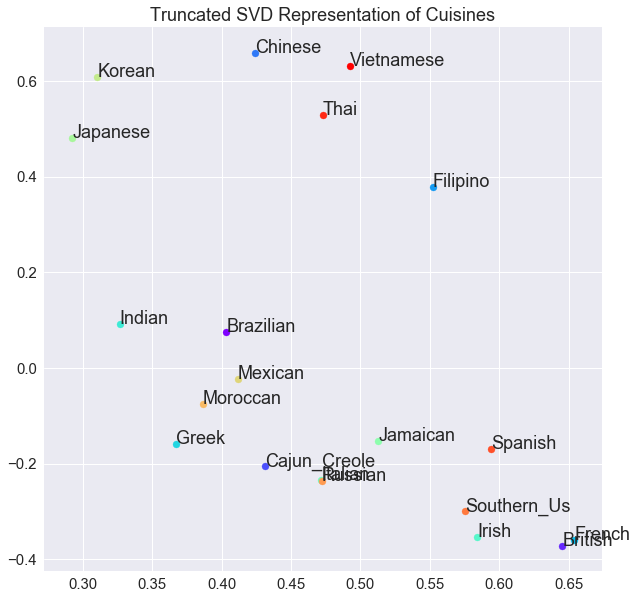 Truncated SVD Representation of Cuisines
Chinese
Vietnamese
Korean
Thai
Japanese
Filipino
Indian
Brazilian
Mexican
Moroccan
Greek
Jamaican
Spanish
Cajun_Creole
Italian
Russian
Southern_Us
Irish
French
British
0.6
0.4
0.2
0.0
−0.2
−0.4
0.30 0.35 0.40 0.45 0.50 0.55 0.60 0.65